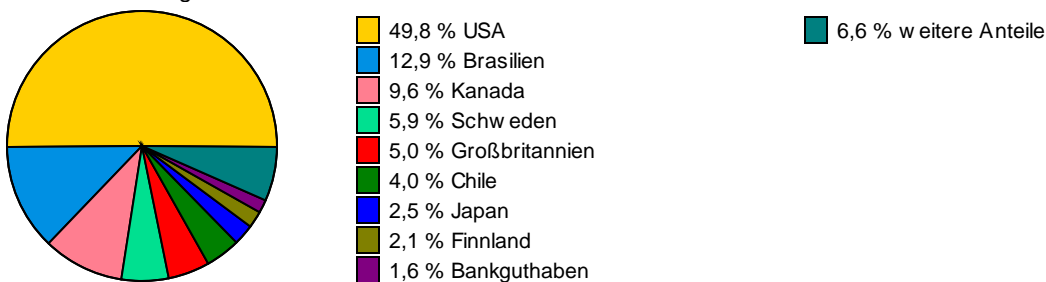 49,8 % USA
12,9 % Brasilien
9,6 % Kanada
5,9 % Schweden
5,0 % Großbritannien
4,0 % Chile
2,5 % Japan
2,1 % Finnland
1,6 % Bankguthaben
6,6 % weitere Anteile